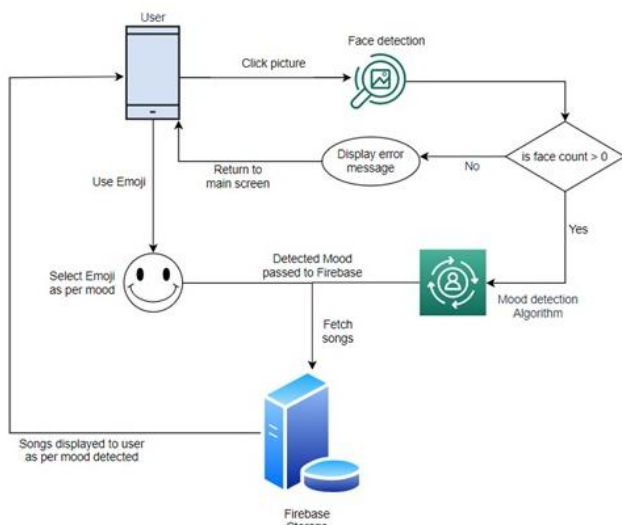 User
Face detection
Click picture
is face count > 0
Display error
message
No
Return to
main screen
Use Emoji
Yes
Select Emoji
as per mood
Detected Mood
passed to Firebase
Mood detection
Algorithm
Fetch
songs
Songs displayed to user
as per mood detected
Firebase
Storage